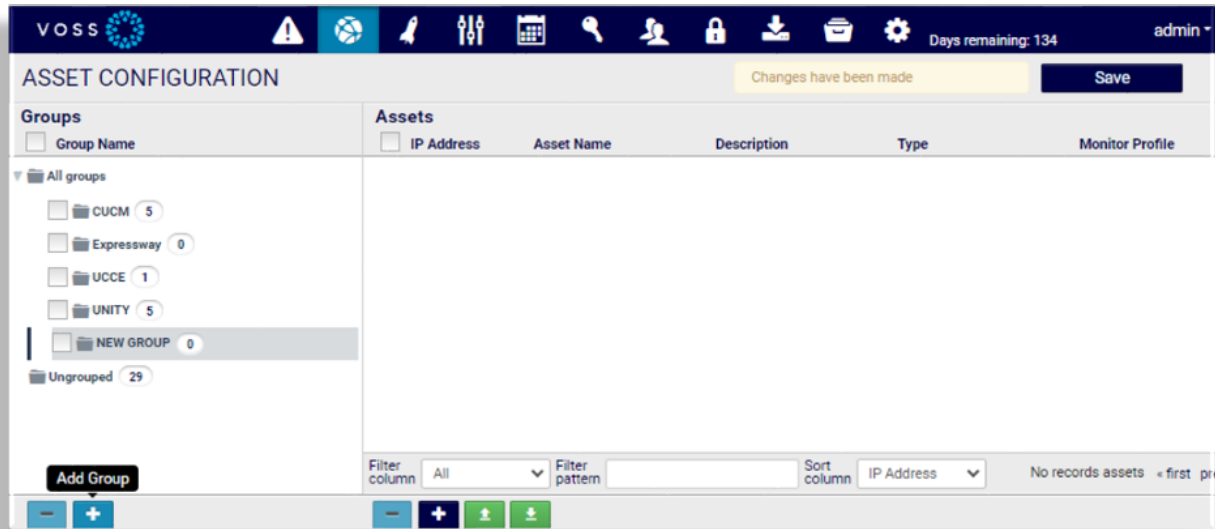 VOSS
Days remaining: 134
admin
ASSET CONFIGURATION
Changes have been made
Save
Groups
Group Name
Assets
IP Address Asset Name Description Type Monitor Profile
All groups
CUCM 5
Expressway 0
UCCE 1
UNITY 5
NEW GROUP 0
Ungrouped 29
Add Group
Filter column All Filter pattern Sort column IP Address No records assets « first pr